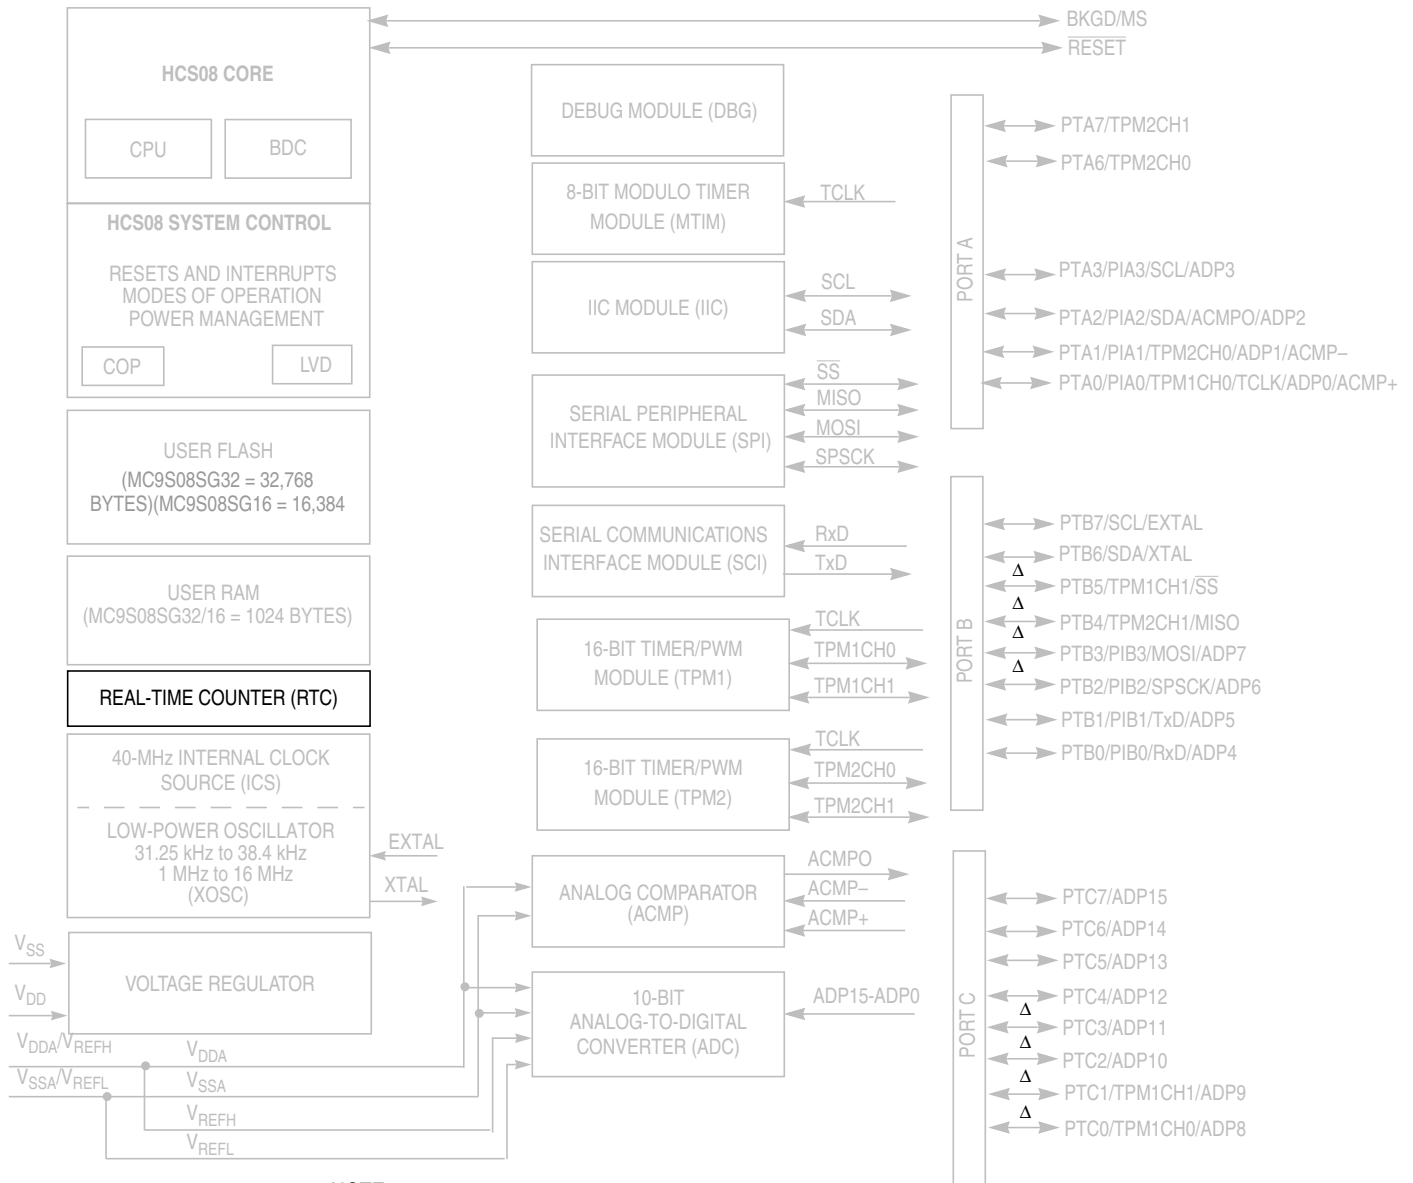 BKGD/MS
RESET
HCS08 CORE
CPU
BDC
HCS08 SYSTEM CONTROL
RESETS AND INTERRUPTS
MODES OF OPERATION
POWER MANAGEMENT
COP
LVD
USER FLASH
(MC9S08SG32 = 32,768
BYTES)(MC9S08SG16 = 16,384
USER RAM
(MC9S08SG32/16 = 1024 BYTES)
REAL-TIME COUNTER (RTC)
40-MHz INTERNAL CLOCK
SOURCE (ICS)
LOW-POWER OSCILLATOR
31.25 kHz to 38.4 kHz
1 MHz to 16 MHz
(XOSC)
EXTAL
XTAL
VSS
VDD
VOLTAGE REGULATOR
VDDA/VREFH
VSSA/VREFL
VDDA
VSSA
VREFH
VREFL
DEBUG MODULE (DBG)
8-BIT MODULO TIMER
MODULE (MTIM)
TCLK
IIC MODULE (IIC)
SCL
SDA
SERIAL PERIPHERAL
INTERFACE MODULE (SPI)
SS
MISO
MOSI
SPSCK
SERIAL COMMUNICATIONS
INTERFACE MODULE (SCI)
RxD
TxD
16-BIT TIMER/PWM
MODULE (TPM1)
TCLK
TPM1CH0
TPM1CH1
16-BIT TIMER/PWM
MODULE (TPM2)
TCLK
TPM2CH0
TPM2CH1
ANALOG COMPARATOR
(ACMP)
ACMPO
ACMP–
ACMP+
10-BIT
ANALOG-TO-DIGITAL
CONVERTER (ADC)
ADP15-ADP0
PORT A
PTA7/TPM2CH1
PTA6/TPM2CH0
PTA3/PIA3/SCL/ADP3
PTA2/PIA2/SDA/ACMPO/ADP2
PTA1/PIA1/TPM2CH0/ADP1/ACMP–
PTA0/PIA0/TPM1CH0/TCLK/ADP0/ACMP+
PORT B
PTB7/SCL/EXTAL
PTB6/SDA/XTAL
Δ
PTB5/TPM1CH1/SS
Δ
PTB4/TPM2CH1/MISO
Δ
PTB3/PIB3/MOSI/ADP7
Δ
PTB2/PIB2/SPSCK/ADP6
PTB1/PIB1/TxD/ADP5
PTB0/PIB0/RxD/ADP4
PORT C
PTC7/ADP15
PTC6/ADP14
PTC5/ADP13
PTC4/ADP12
Δ
PTC3/ADP11
Δ
PTC2/ADP10
Δ
PTC1/TPM1CH1/ADP9
Δ
PTC0/TPM1CH0/ADP8